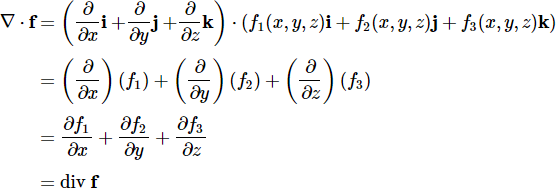 ∇ · f = ( ∂/∂x i + ∂/∂y j + ∂/∂z k ) · (f₁(x, y, z)i + f₂(x, y, z)j + f₃(x, y, z)k)
= ( ∂/∂x ) (f₁) + ( ∂/∂y ) (f₂) + ( ∂/∂z ) (f₃)
= ∂f₁/∂x + ∂f₂/∂y + ∂f₃/∂z
= div f